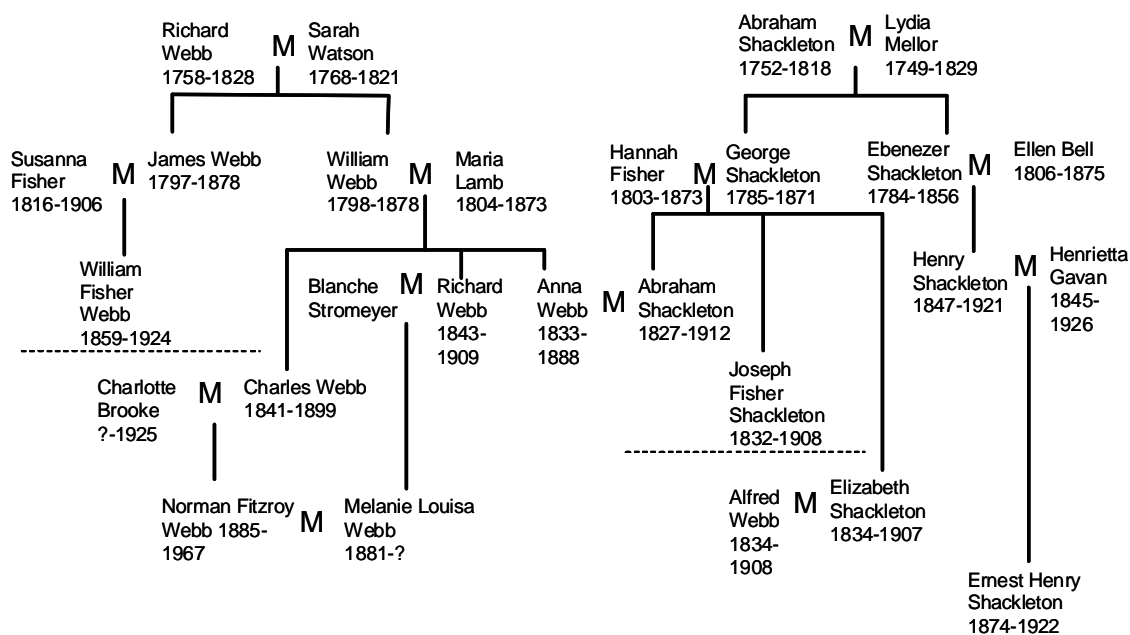 Richard
Webb
1758-1828
M
Sarah
Watson
1768-1821
Abraham
Shackleton
1752-1818
M
Lydia
Mellor
1749-1829
Susanna
Fisher
1816-1906
M
James Webb
1797-1878
William
Webb
1798-1878
M
Maria
Lamb
1804-1873
Hannah
Fisher
1803-1873
M
George
Shackleton
1785-1871
Ebenezer
Shackleton
1784-1856
M
Ellen Bell
1806-1875
William
Fisher
Webb
1859-1924
Blanche
Stromeyer
M
Richard
Webb
1843-
1909
Anna
Webb
1833-
1888
M
Abraham
Shackleton
1827-1912
Henry
Shackleton
1847-1921
M
Henrietta
Gavan
1845-
1926
Charlotte
Brooke
?-1925
M
Charles Webb
1841-1899
Joseph
Fisher
Shackleton
1832-1908
Norman Fitzroy
Webb 1885-
1967
M
Melanie Louisa
Webb
1881-?
Alfred
Webb
1834-
1908
M
Elizabeth
Shackleton
1834-1907
Ernest Henry
Shackleton
1874-1922